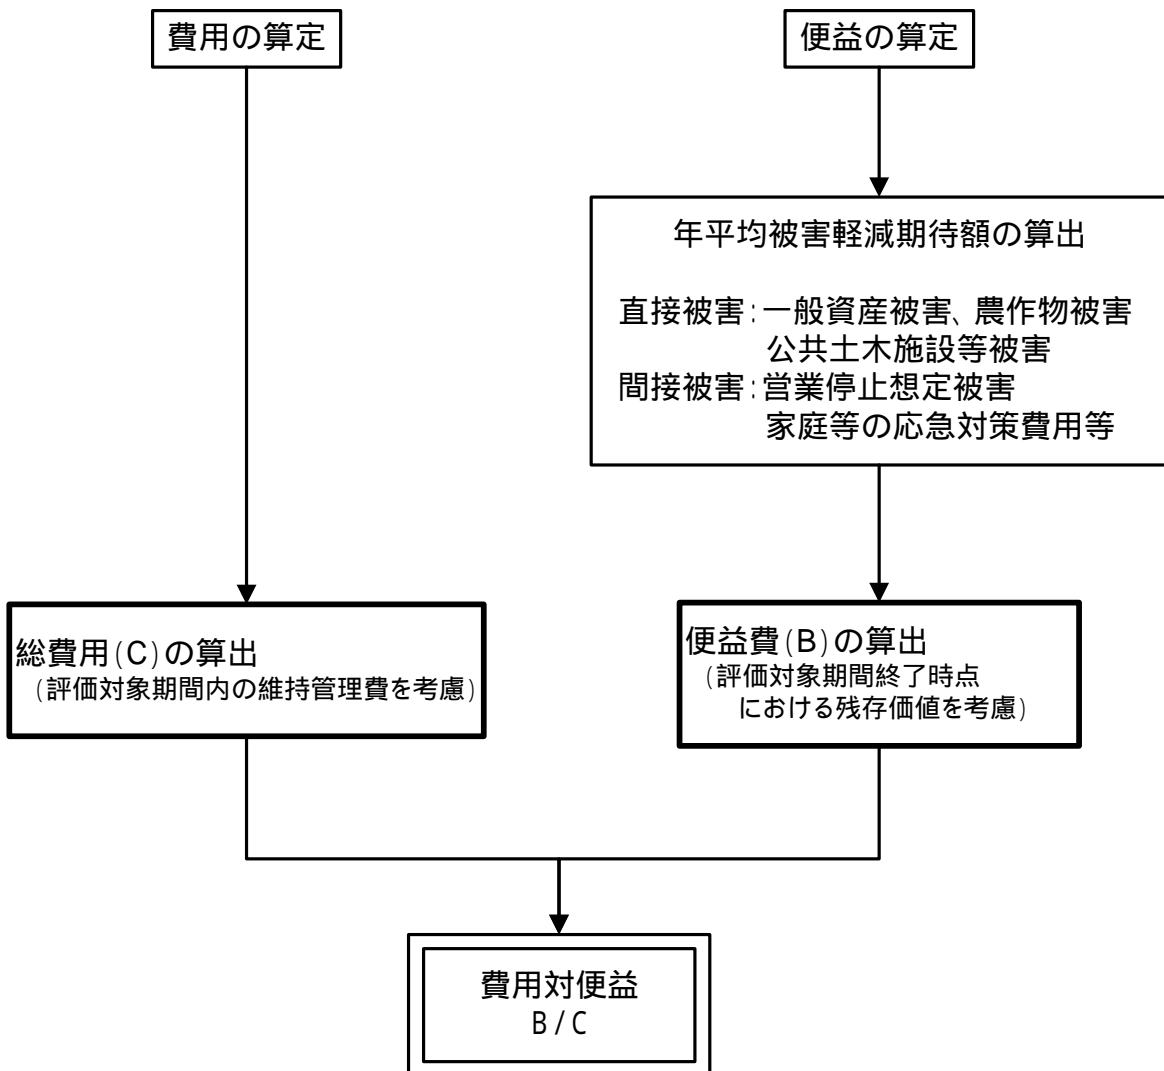 費用の算定
便益の算定
年平均被害軽減期待額の算出
直接被害:一般資産被害、農作物被害
公共土木施設等被害
間接被害:営業停止想定被害
家庭等の応急対策費用等
総費用(C)の算出
(評価対象期間内の維持管理費を考慮)
便益費(B)の算出
(評価対象期間終了時点
における残存価値を考慮)
費用対便益
B/C